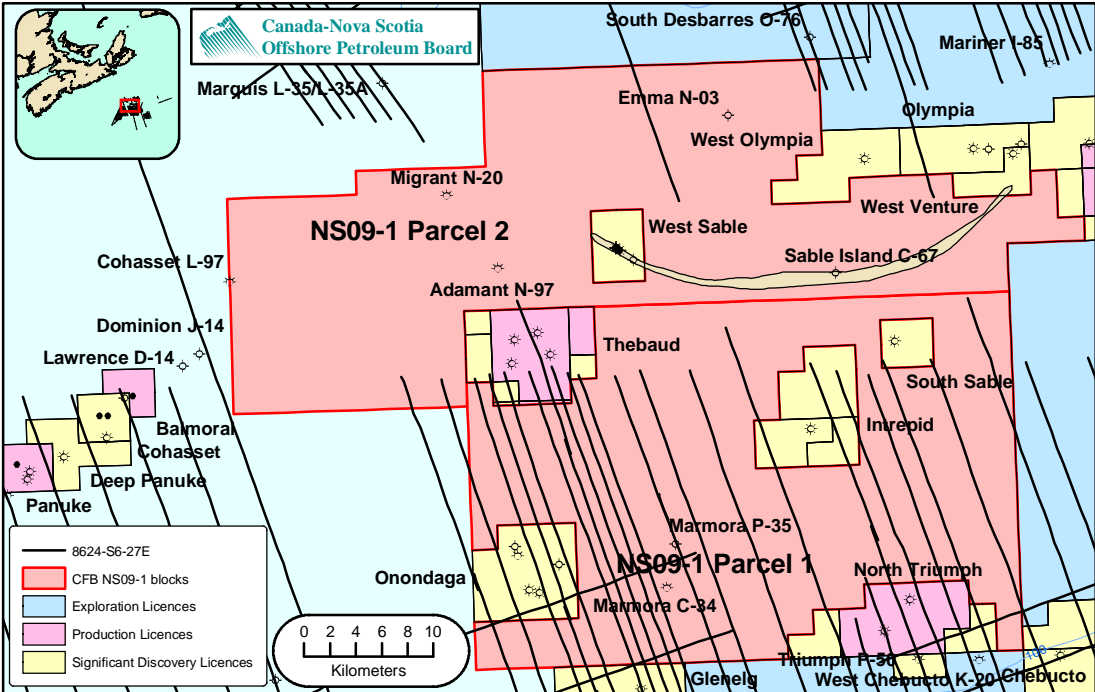 Canada-Nova Scotia
Offshore Petroleum Board
South Desbarres O-76
Mariner I-85
Marquis L-35/L-35A
Emma N-03
Olympia
West Olympia
Migrant N-20
West Venture
NS09-1 Parcel 2
West Sable
Sable Island C-67
Cohasset L-97
Adamant N-97
Dominion J-14
Thebaud
Lawrence D-14
South Sable
Balmoral
Intrepid
Cohasset
Deep Panuke
Panuke
Marmora P-35
NS09-1 Parcel 1
North Triumph
Onondaga
Marmora C-34
Triumph P-50
100
West Chebucto K-20
Chebucto
Glenelg
8624-S6-27E
CFB NS09-1 blocks
Exploration Licences
Production Licences
Significant Discovery Licences
0 2 4 6 8 10
Kilometers